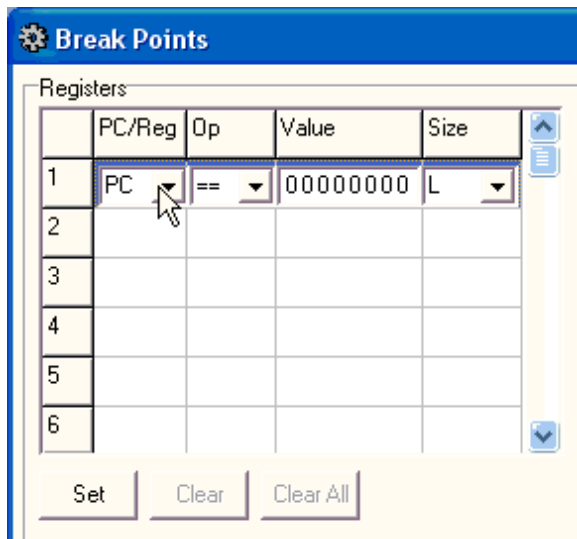 Break Points
Registers
PC/Reg Op Value Size
1 PC == 00000000 L
2
3
4
5
6
Set Clear Clear All